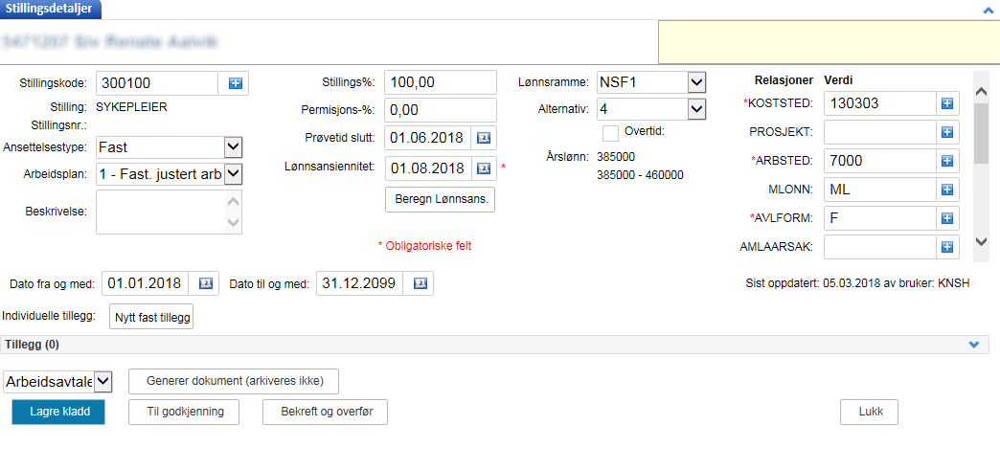 Stillingsdetaljer
Stillingskode: 300100
Stilling: SYKEPLEIER
Stillingsnr.:
Ansettelsestype: Fast
Arbeidsplan: 1 - Fast. justert arb
Beskrivelse:
Stillings%: 100,00
Permisjons-%: 0,00
Prøvetid slutt: 01.06.2018
Lønnsansiennitet: 01.08.2018 *
Beregn Lønnsans.
* Obligatoriske felt
Lønnsramme: NSF1
Alternativ: 4
Overtid:
Årslønn: 385000
385000 - 460000
Relasjoner Verdi
*KOSTSTED: 130303
PROSJEKT:
*ARBSTED: 7000
MLONN: ML
*AVLFORM: F
AMLAARSAK:
Dato fra og med: 01.01.2018 Dato til og med: 31.12.2099
Sist oppdatert: 05.03.2018 av bruker: KNSH
Individuelle tillegg: Nytt fast tillegg
Tillegg (0)
Arbeidsavtale Generer dokument (arkiveres ikke)
Lagre kladd Til godkjenning Bekreft og overfør Lukk